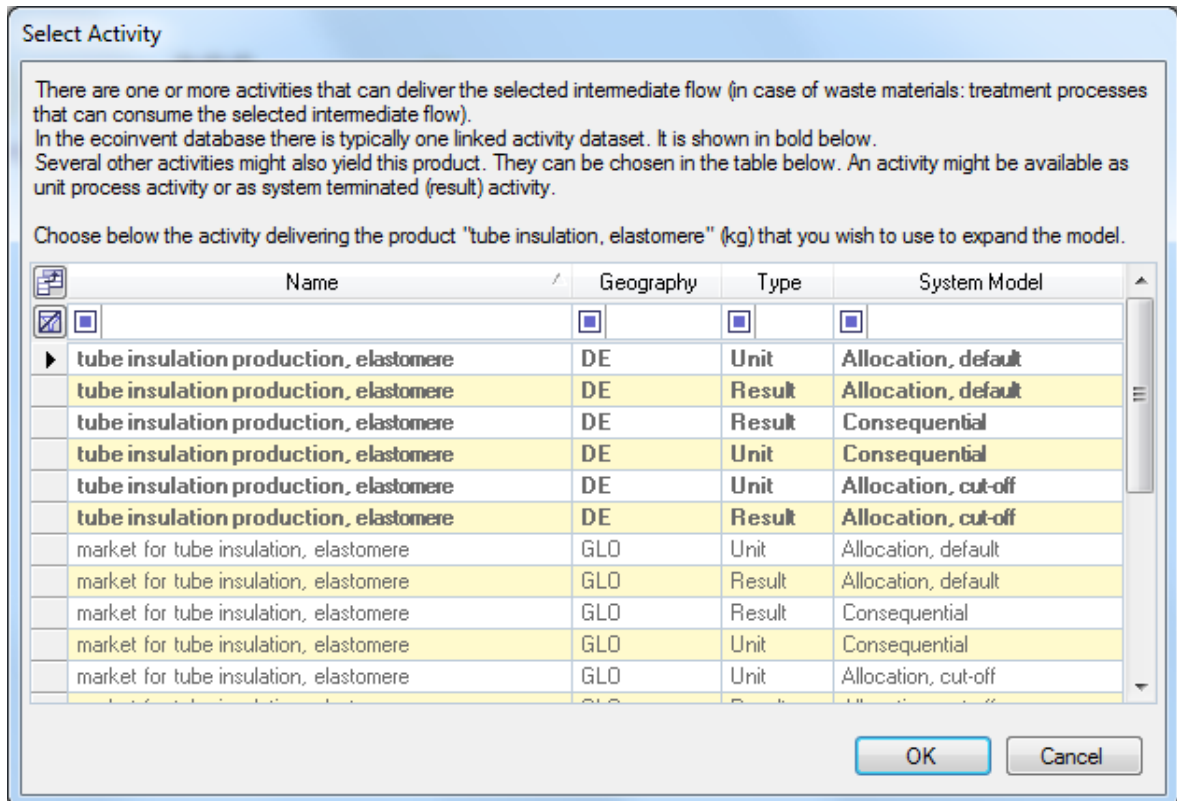 Select Activity
There are one or more activities that can deliver the selected intermediate flow (in case of waste materials: treatment processes
that can consume the selected intermediate flow).
In the ecoinvent database there is typically one linked activity dataset. It is shown in bold below.
Several other activities might also yield this product. They can be chosen in the table below. An activity might be available as
unit process activity or as system terminated (result) activity.
Choose below the activity delivering the product "tube insulation, elastomere" (kg) that you wish to use to expand the model.
Name Geography Type System Model
tube insulation production, elastomere DE Unit Allocation, default
tube insulation production, elastomere DE Result Allocation, default
tube insulation production, elastomere DE Result Consequential
tube insulation production, elastomere DE Unit Consequential
tube insulation production, elastomere DE Unit Allocation, cut-off
tube insulation production, elastomere DE Result Allocation, cut-off
market for tube insulation, elastomere GLO Unit Allocation, default
market for tube insulation, elastomere GLO Result Allocation, default
market for tube insulation, elastomere GLO Result Consequential
market for tube insulation, elastomere GLO Unit Consequential
market for tube insulation, elastomere GLO Unit Allocation, cut-off
OK Cancel